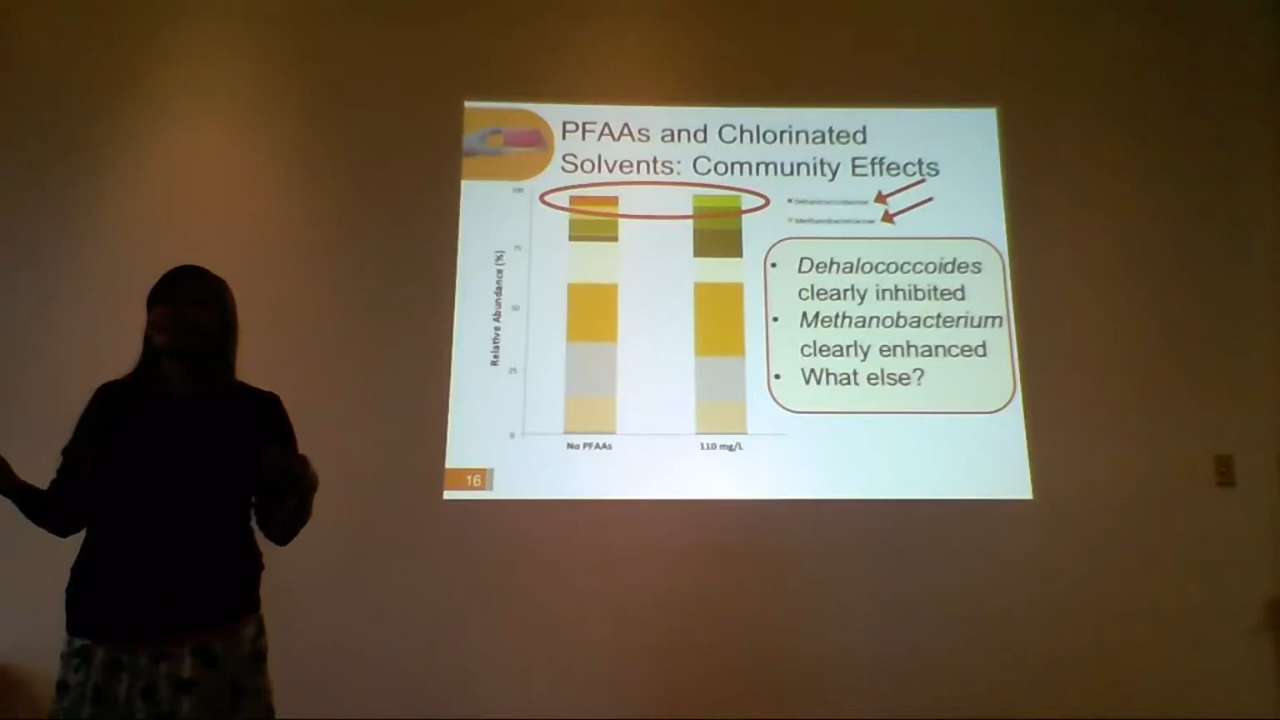 PFAAs and Chlorinated
Solvents: Community Effects
100
75
50
25
0
Relative Abundance (%)
No PFAAs
110 mg/L
• Dehalococcoides
clearly inhibited
• Methanobacterium
clearly enhanced
• What else?
16